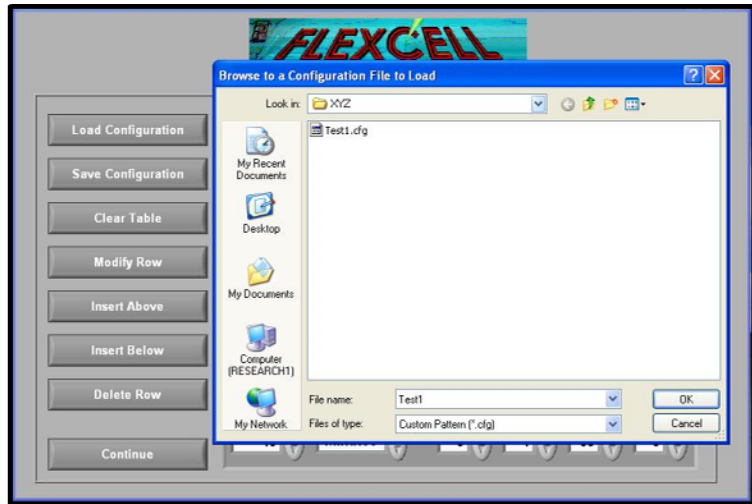 FLEXCELL
Browse to a Configuration File to Load
Look in: XYZ
Load Configuration
Save Configuration
Clear Table
Modify Row
Insert Above
Insert Below
Delete Row
Continue
Test1.cfg
My Recent
Documents
Desktop
My Documents
Computer
(RESEARCH1)
My Network
File name: Test1 OK
Files of type: Custom Pattern (*.cfg) Cancel